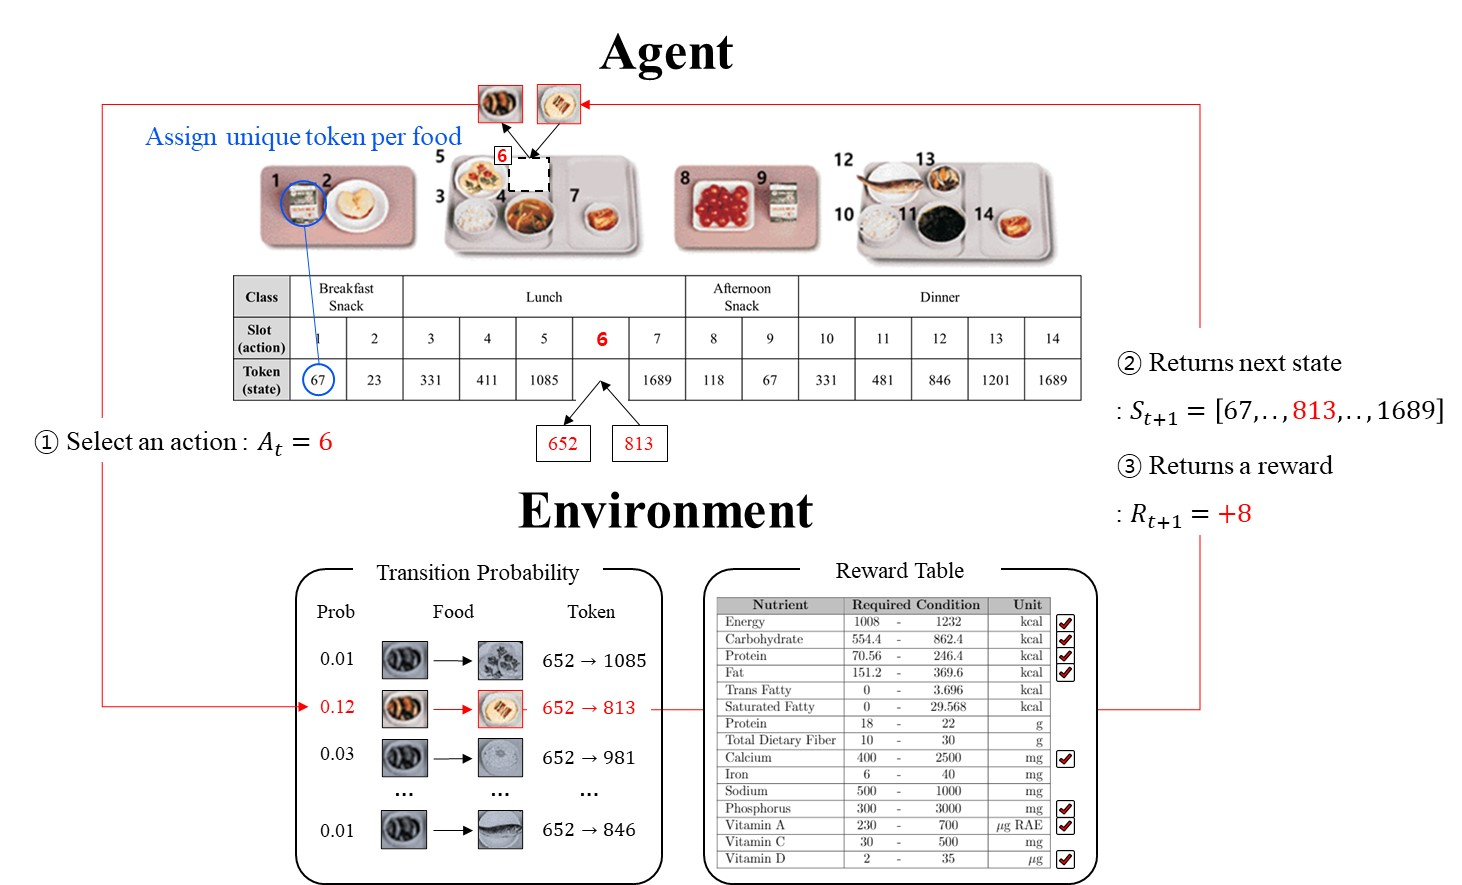 Agent
Assign unique token per food
1 2
5 6
3 4 7
8 9
12 13
10 11 14
Class Breakfast Snack Lunch Afternoon Snack Dinner
Slot (action) 1 2 3 4 5 6 7 8 9 10 11 12 13 14
Token (state) 67 23 331 411 1085 1689 118 67 331 481 846 1201 1689
652 813
① Select an action : A_t = 6
② Returns next state
: S_{t+1} = [67,..,813,..,1689]
③ Returns a reward
: R_{t+1} = +8
Environment
Transition Probability
Prob Food Token
0.01 652 → 1085
0.12 652 → 813
0.03 652 → 981
... ... ...
0.01 652 → 846
Reward Table
Nutrient Required Condition Unit
Energy 1008 - 1232 kcal
Carbohydrate 554.4 - 862.4 kcal
Protein 70.56 - 246.4 kcal
Fat 151.2 - 369.6 kcal
Trans Fatty 0 - 3.696 kcal
Saturated Fatty 0 - 29.568 kcal
Protein 18 - 22 g
Total Dietary Fiber 10 - 30 g
Calcium 400 - 2500 mg
Iron 6 - 40 mg
Sodium 500 - 1000 mg
Phosphorus 300 - 3000 mg
Vitamin A 230 - 700 μg RAE
Vitamin C 30 - 500 mg
Vitamin D 2 - 35 μg